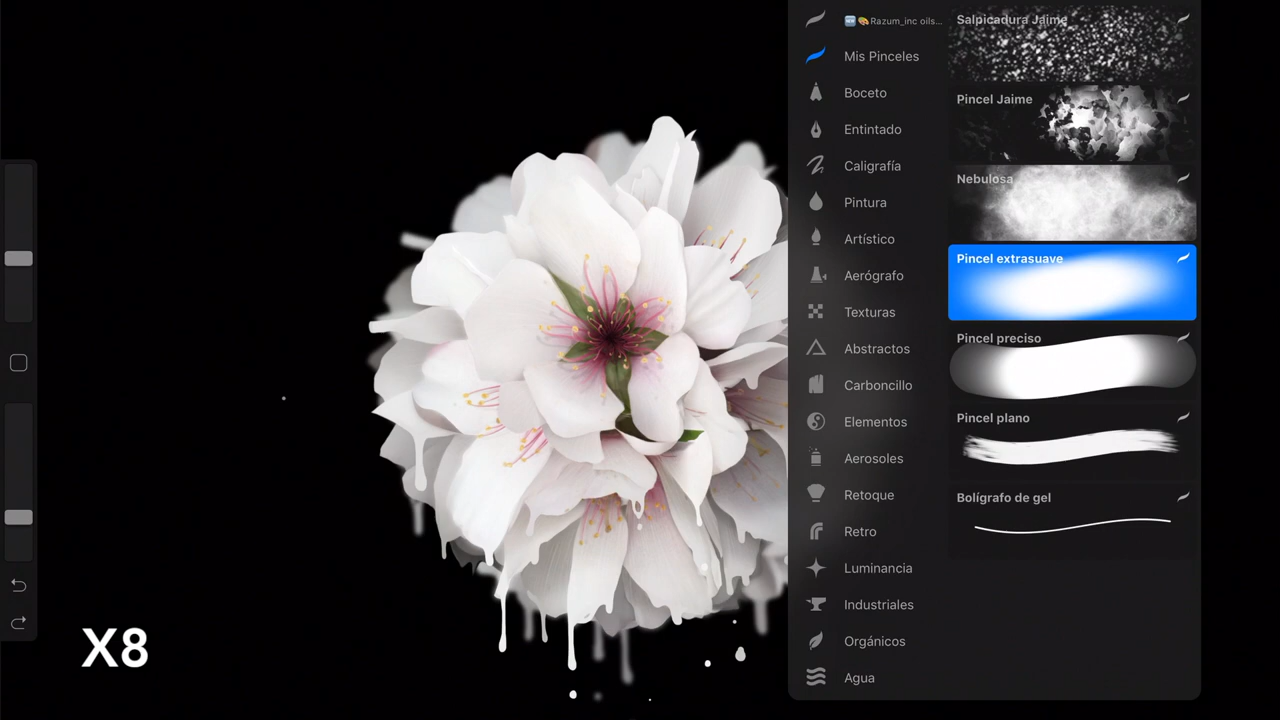 🆕🎨Razum_inc oils...
Mis Pinceles
Boceto
Entintado
Caligrafía
Pintura
Artístico
Aerógrafo
Texturas
Abstractos
Carboncillo
Elementos
Aerosoles
Retoque
Retro
Luminancia
Industriales
Orgánicos
Agua
Salpicadura Jaime
Pincel Jaime
Nebulosa
Pincel extrasuave
Pincel preciso
Pincel plano
Bolígrafo de gel
X8